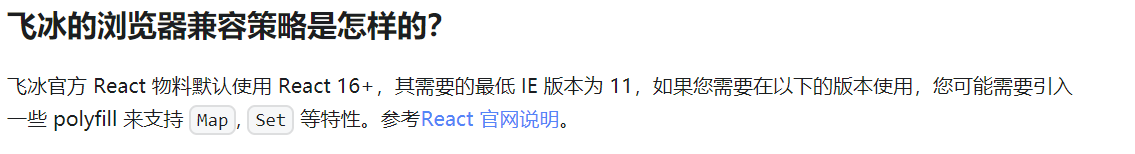 飞冰的浏览器兼容策略是怎样的？
飞冰官方 React 物料默认使用 React 16+，其需要的最低 IE 版本为 11，如果您需要在以下的版本使用，您可能需要引入
一些 polyfill 来支持 Map, Set 等特性。参考React 官网说明。